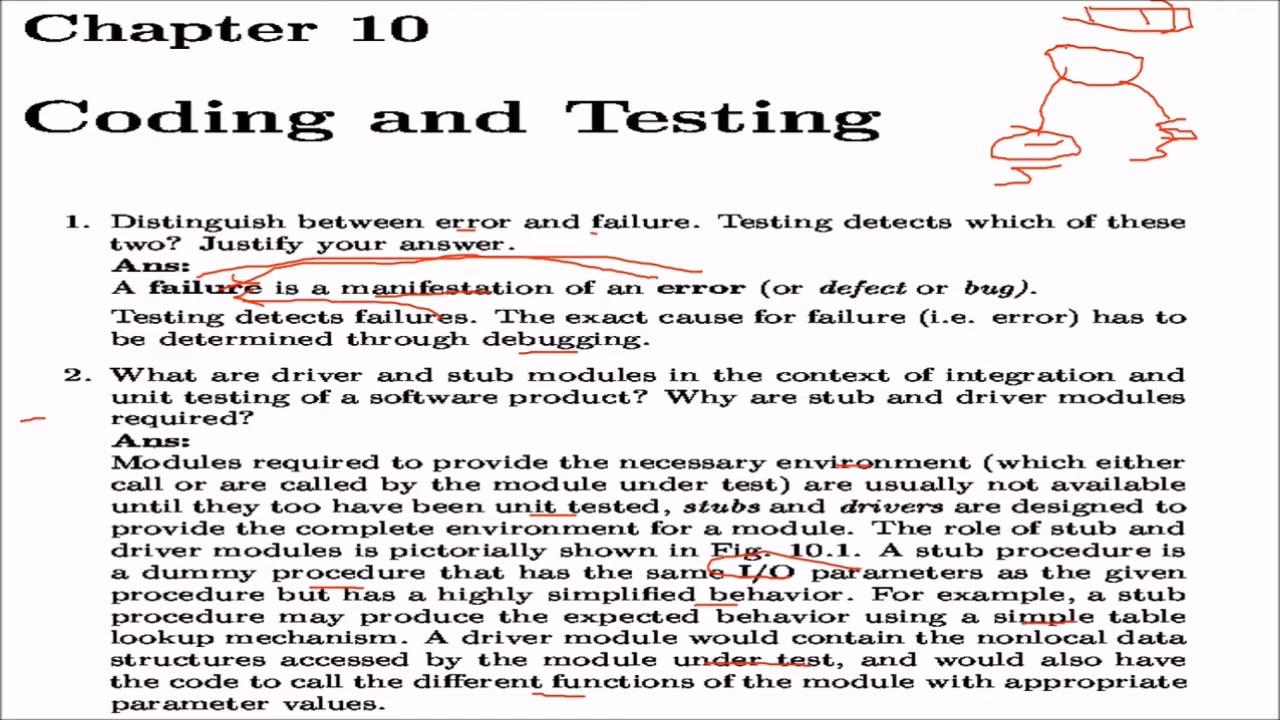 Chapter 10
Coding and Testing
1. Distinguish between error and failure. Testing detects which of these
two? Justify your answer.
Ans:
A failure is a manifestation of an error (or defect or bug).
Testing detects failures. The exact cause for failure (i.e. error) has to
be determined through debugging.
2. What are driver and stub modules in the context of integration and
unit testing of a software product? Why are stub and driver modules
required?
Ans:
Modules required to provide the necessary environment (which either
call or are called by the module under test) are usually not available
until they too have been unit tested, stubs and drivers are designed to
provide the complete environment for a module. The role of stub and
driver modules is pictorially shown in Fig. 10.1. A stub procedure is
a dummy procedure that has the same I/O parameters as the given
procedure but has a highly simplified behavior. For example, a stub
procedure may produce the expected behavior using a simple table
lookup mechanism. A driver module would contain the nonlocal data
structures accessed by the module under test, and would also have
the code to call the different functions of the module with appropriate
parameter values.